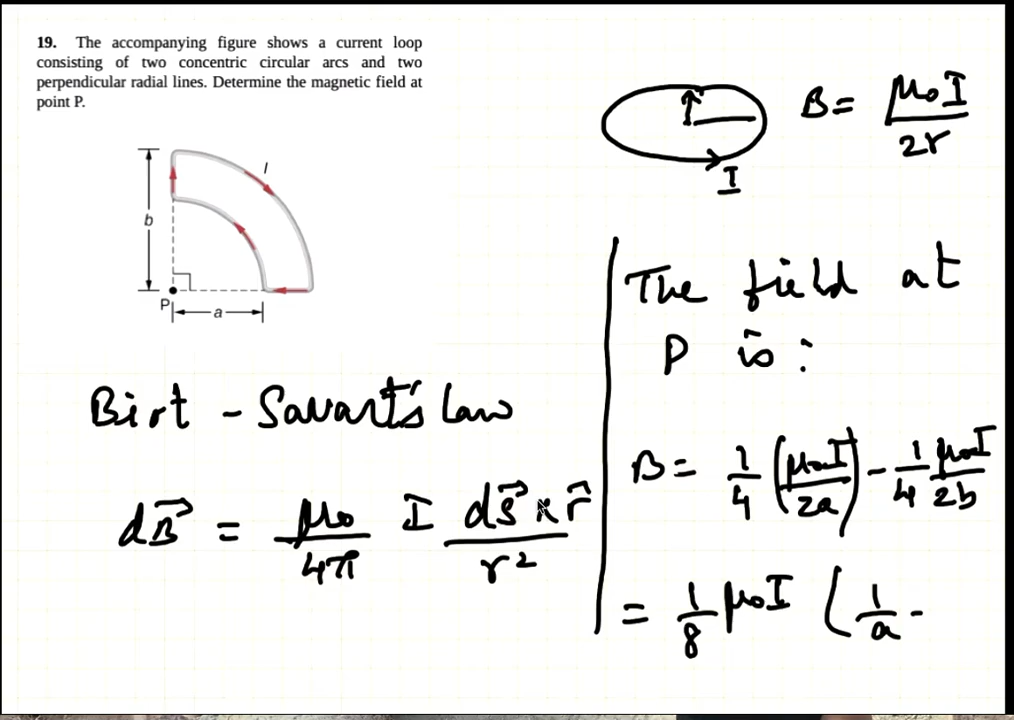 19. The accompanying figure shows a current loop
consisting of two concentric circular arcs and two
perpendicular radial lines. Determine the magnetic field at
point P.
I
b
P
a
B = μ₀I / 2r
I
Birt - Savart's Law
dB⃗ = μ₀/4π I ds⃗ x r̂ / r²
The field at
P is:
B = 1/4 (μ₀I/2a) - 1/4 μ₀I/2b
= 1/8 μ₀I (1/a -